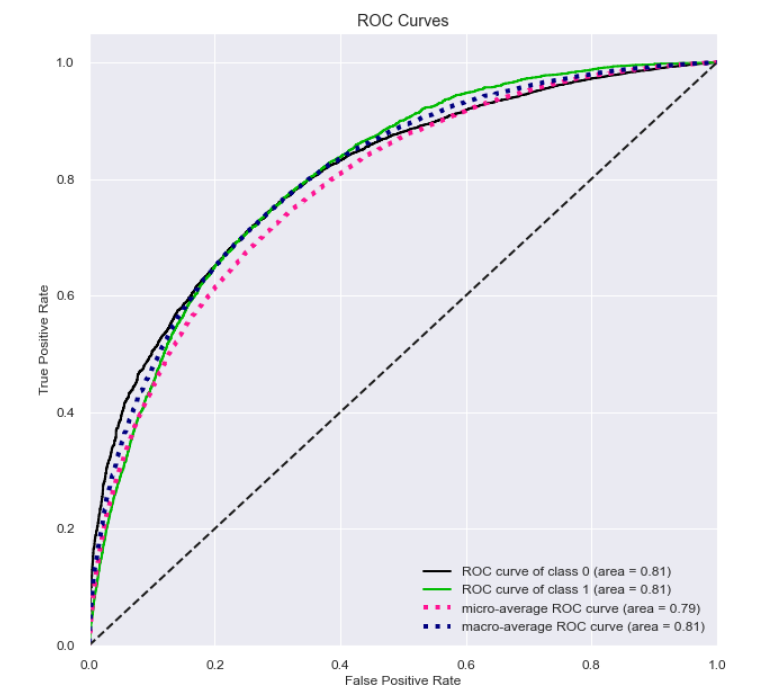 ROC Curves
True Positive Rate
1.0
0.8
0.6
0.4
0.2
0.0
ROC curve of class 0 (area = 0.81)
ROC curve of class 1 (area = 0.81)
micro-average ROC curve (area = 0.79)
macro-average ROC curve (area = 0.81)
0.0 0.2 0.4 0.6 0.8 1.0
False Positive Rate